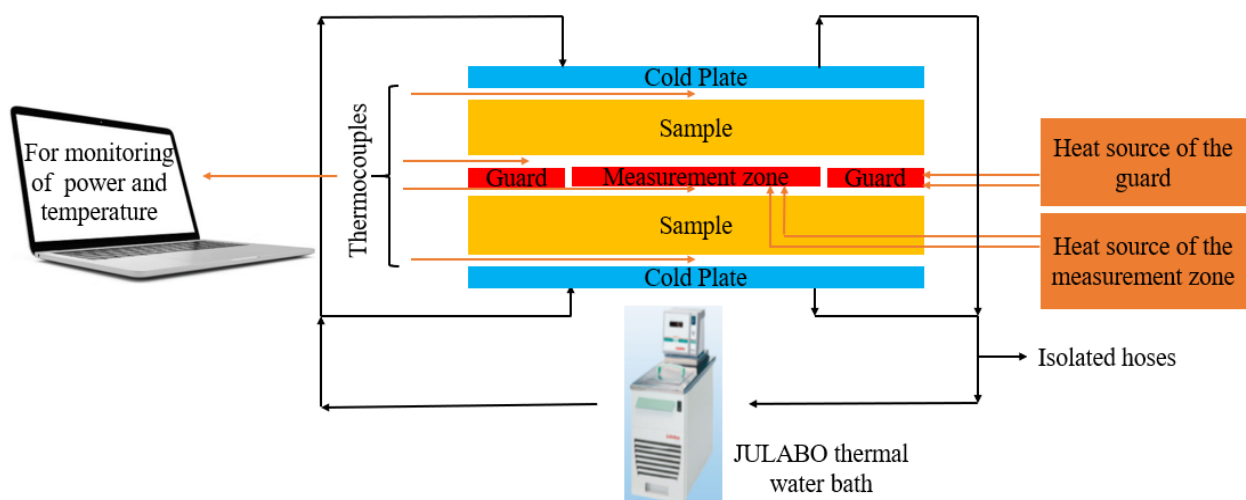 Cold Plate
Sample
Guard
Measurement zone
Guard
Sample
Cold Plate
Thermocouples
For monitoring
of power and
temperature
Heat source of the
guard
Heat source of the
measurement zone
Isolated hoses
JULABO thermal
water bath